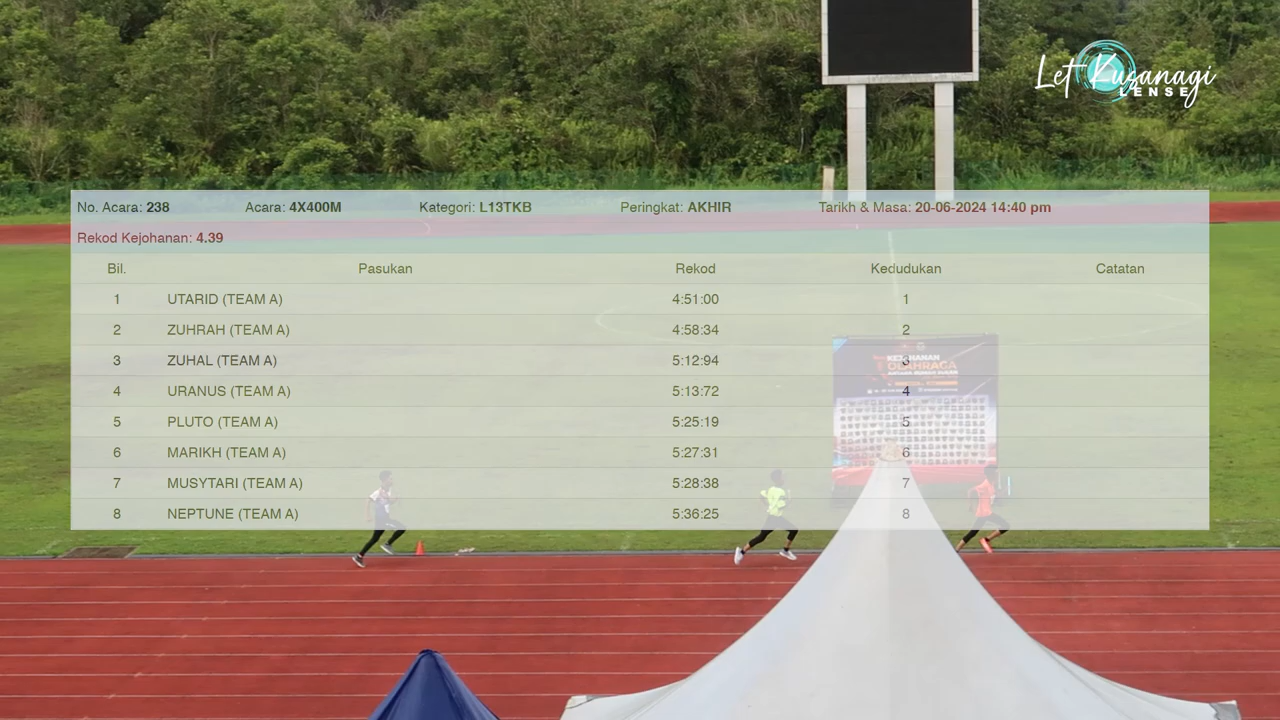 Let Kusanagi
LENSE
No. Acara: 238 Acara: 4X400M Kategori: L13TKB Peringkat: AKHIR Tarikh & Masa: 20-06-2024 14:40 pm
Rekod Kejohanan: 4.39
Bil. Pasukan Rekod Kedudukan Catatan
1 UTARID (TEAM A) 4:51:00 1
2 ZUHRAH (TEAM A) 4:58:34 2
3 ZUHAL (TEAM A) 5:12:94 3
4 URANUS (TEAM A) 5:13:72 4
5 PLUTO (TEAM A) 5:25:19 5
6 MARIKH (TEAM A) 5:27:31 6
7 MUSYTARI (TEAM A) 5:28:38 7
8 NEPTUNE (TEAM A) 5:36:25 8
KEJOHANAN
OLAHRAGA